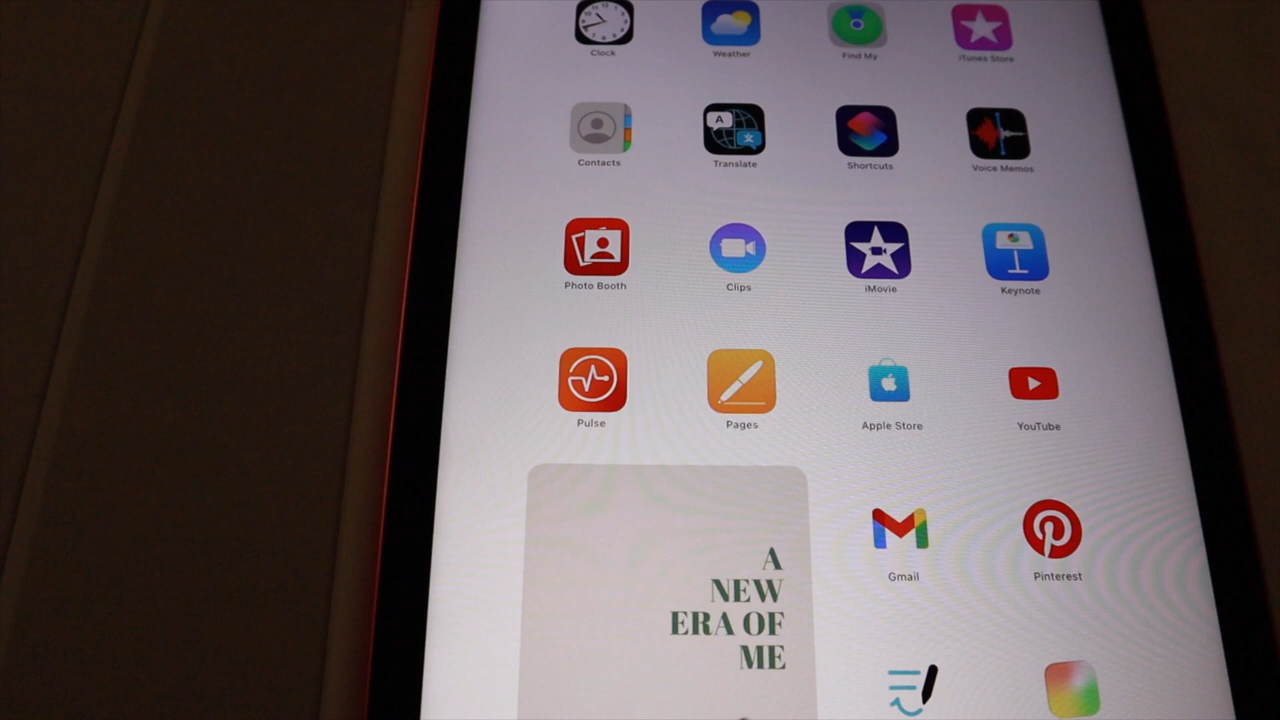 Clock
Weather
Find My
iTunes Store
A
文
Contacts
Translate
Shortcuts
Voice Memos
Photo Booth
Clips
iMovie
Keynote
Pulse
Pages
Apple Store
YouTube
Gmail
Pinterest
A
NEW
ERA OF
ME